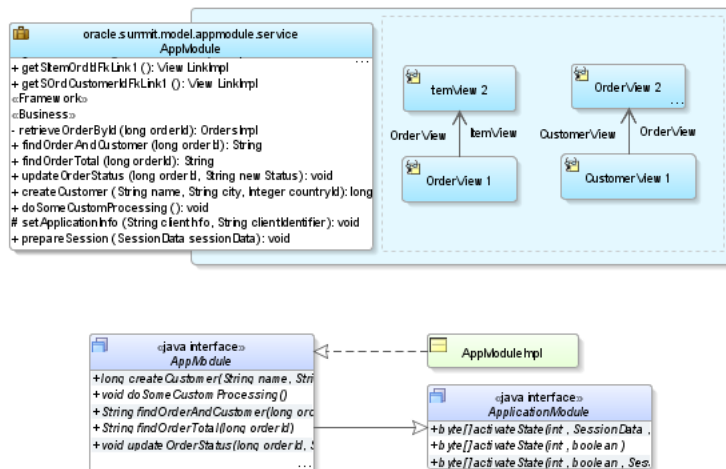 oracle.summit.model.appmodule.service
AppModule
...
+ getSItemOrdIdFkLink1 (): View LinkImpl
+ getSOrdCustomerIdFkLink1 (): View LinkImpl
«Framework»
«Business»
- retrieveOrderById (long orderId): OrdersImpl
+ findOrderAndCustomer (long orderId): String
+ findOrderTotal (long orderId): String
+ updateOrderStatus (long orderId, String new Status): void
+ createCustomer (String name, String city, Integer countryId): long
+ doSomeCustomProcessing (): void
# setApplicationInfo (String clientInfo, String clientIdentifier): void
+ prepareSession (SessionData sessionData): void
temView 2
OrderView ItemView
OrderView 1
OrderView 2
...
CustomerView OrderView
CustomerView 1
«java interface»
AppModule
+long createCustomer(String name, Stri
+void doSomeCustom Processing()
+String findOrderAndCustomer(long orc
+String findOrderTotal(long orderId)
+void update OrderStatus(long orderId, S
...
AppModuleImpl
«java interface»
ApplicationModule
+byte[] activateState(int , SessionData ,
+byte[] activateState(int , boolean )
+byte[] activateState(int , boolean , Ses